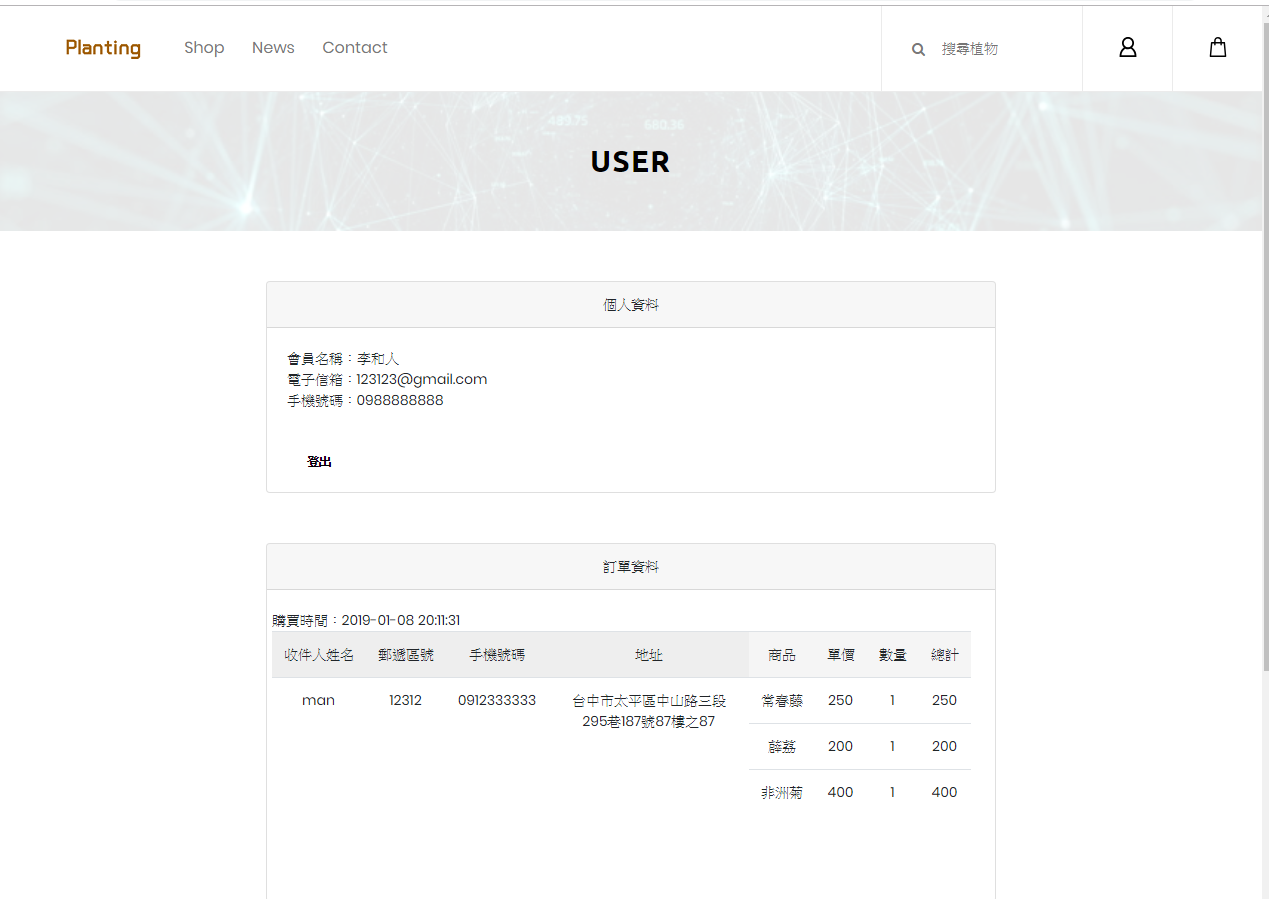 Planting Shop News Contact 搜尋植物
493.75 680.36
USER
個人資料
會員名稱：李和人
電子信箱：123123@gmail.com
手機號碼：0988888888
登出
訂單資料
購買時間：2019-01-08 20:11:31
收件人姓名 郵遞區號 手機號碼 地址 商品 單價 數量 總計
man 12312 0912333333 台中市太平區中山路三段 常春藤 250 1 250
295巷187號87樓之87
薜荔 200 1 200
非洲菊 400 1 400